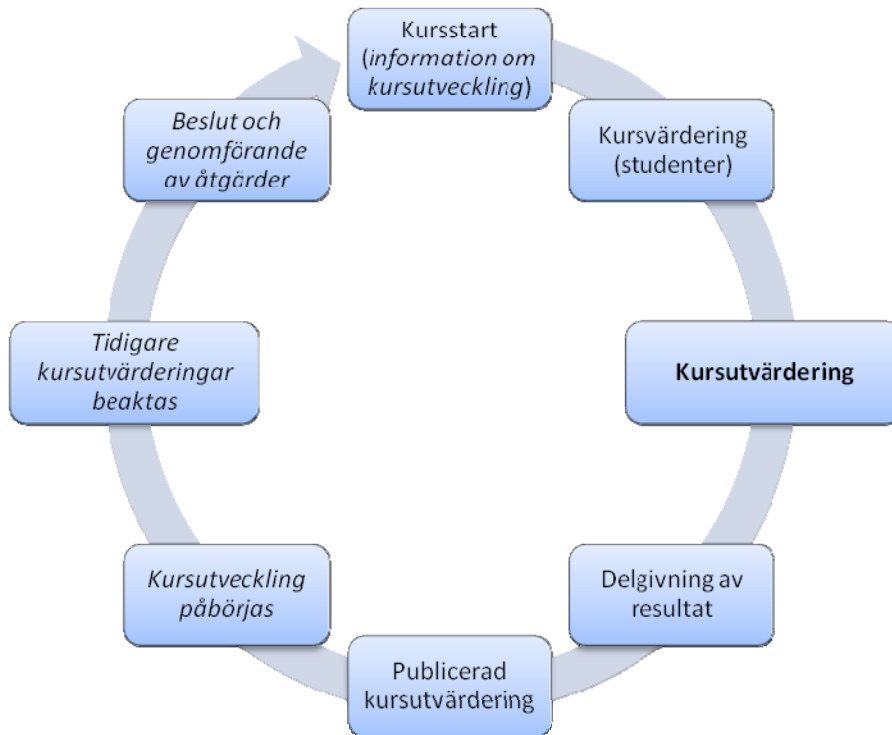 Kursstart
(information om
kursutveckling)
Kursvärdering
(studenter)
Kursutvärdering
Delgivning av
resultat
Publicerad
kursutvärdering
Kursutveckling
påbörjas
Tidigare
kursutvärderingar
beaktas
Beslut och
genomförande
av åtgärder